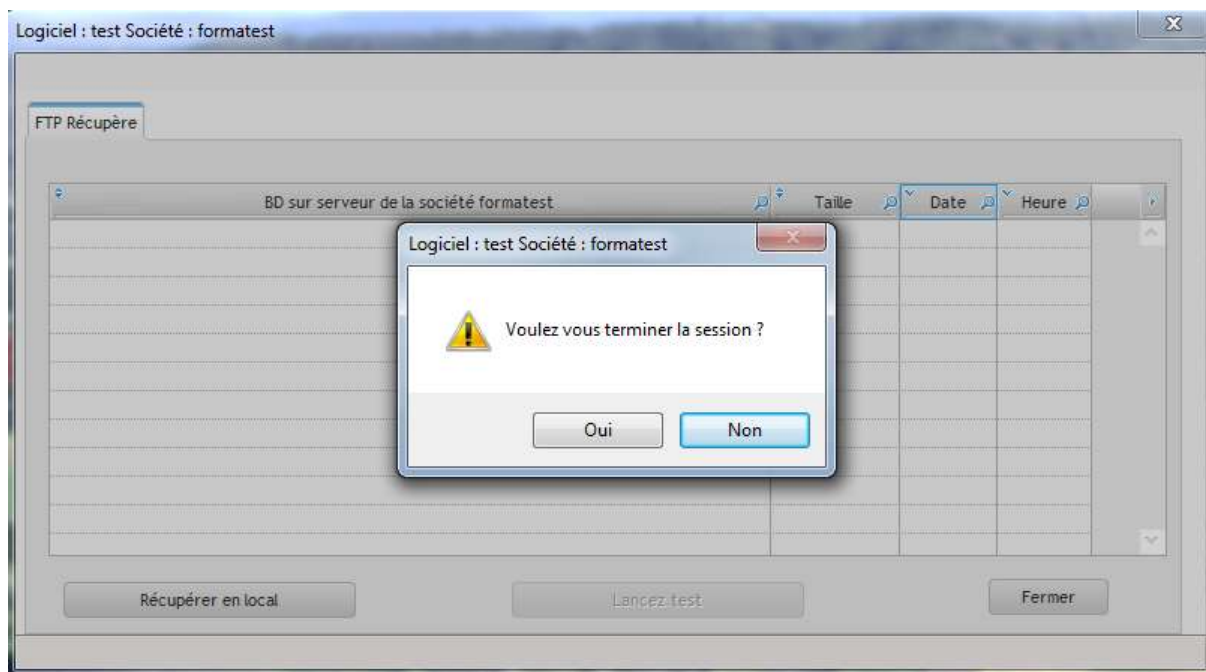 Logiciel : test Société : formatest
FTP Récupère
BD sur serveur de la société formatest Taille Date Heure
Logiciel : test Société : formatest
Voulez vous terminer la session ?
Oui Non
Récupérer en local Lancez test Fermer